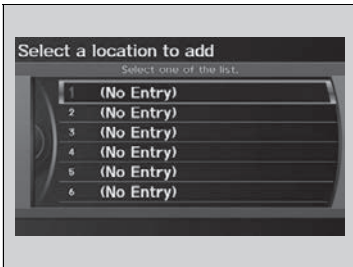 Select a location to add
Select one of the list.
1 (No Entry)
2 (No Entry)
3 (No Entry)
4 (No Entry)
5 (No Entry)
6 (No Entry)